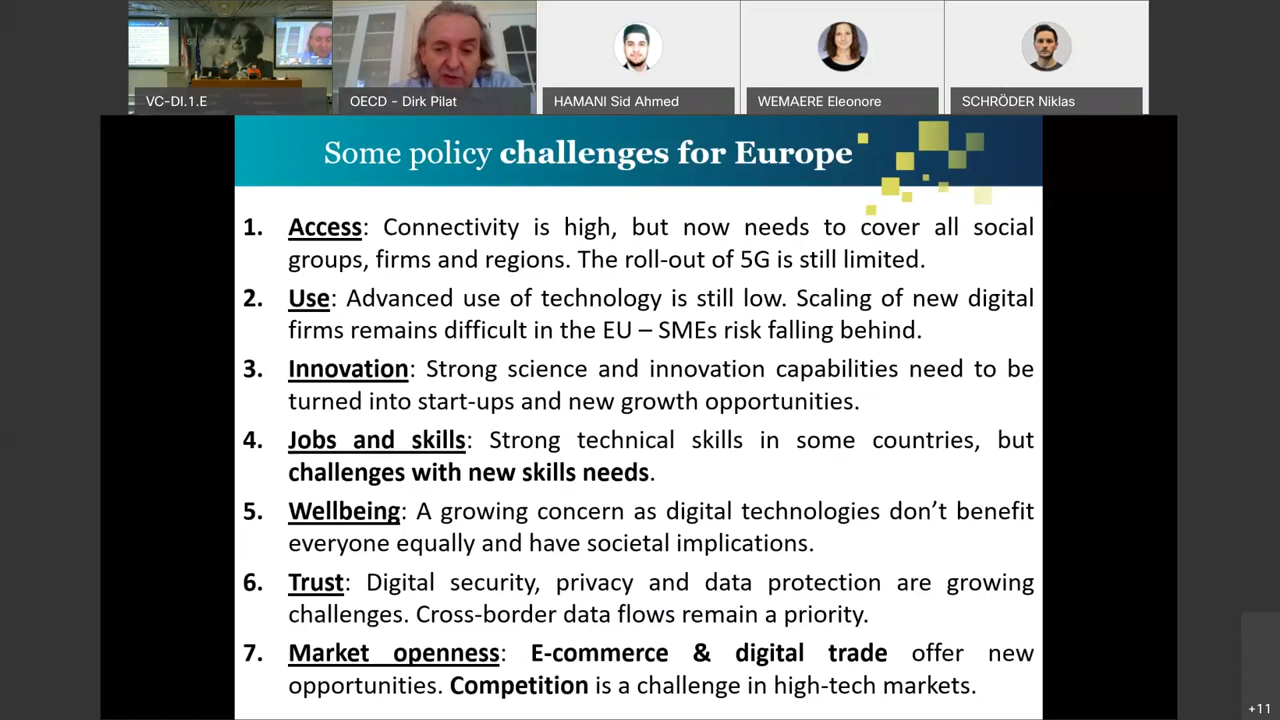 SOARES
VC-DI.1.E
OECD - Dirk Pilat
HAMANI Sid Ahmed
WEMAERE Eleonore
SCHRÖDER Niklas
Some policy challenges for Europe
1. Access: Connectivity is high, but now needs to cover all social
groups, firms and regions. The roll-out of 5G is still limited.
2. Use: Advanced use of technology is still low. Scaling of new digital
firms remains difficult in the EU – SMEs risk falling behind.
3. Innovation: Strong science and innovation capabilities need to be
turned into start-ups and new growth opportunities.
4. Jobs and skills: Strong technical skills in some countries, but
challenges with new skills needs.
5. Wellbeing: A growing concern as digital technologies don't benefit
everyone equally and have societal implications.
6. Trust: Digital security, privacy and data protection are growing
challenges. Cross-border data flows remain a priority.
7. Market openness: E-commerce & digital trade offer new
opportunities. Competition is a challenge in high-tech markets.
+11